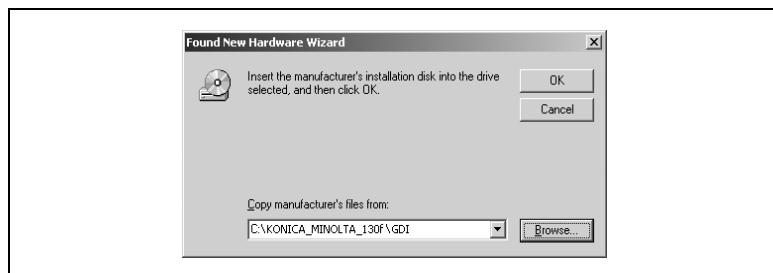 Found New Hardware Wizard
Insert the manufacturer's installation disk into the drive
selected, and then click OK.
OK
Cancel
Copy manufacturer's files from:
C:\KONICA_MINOLTA_130f\GDI
Browse...